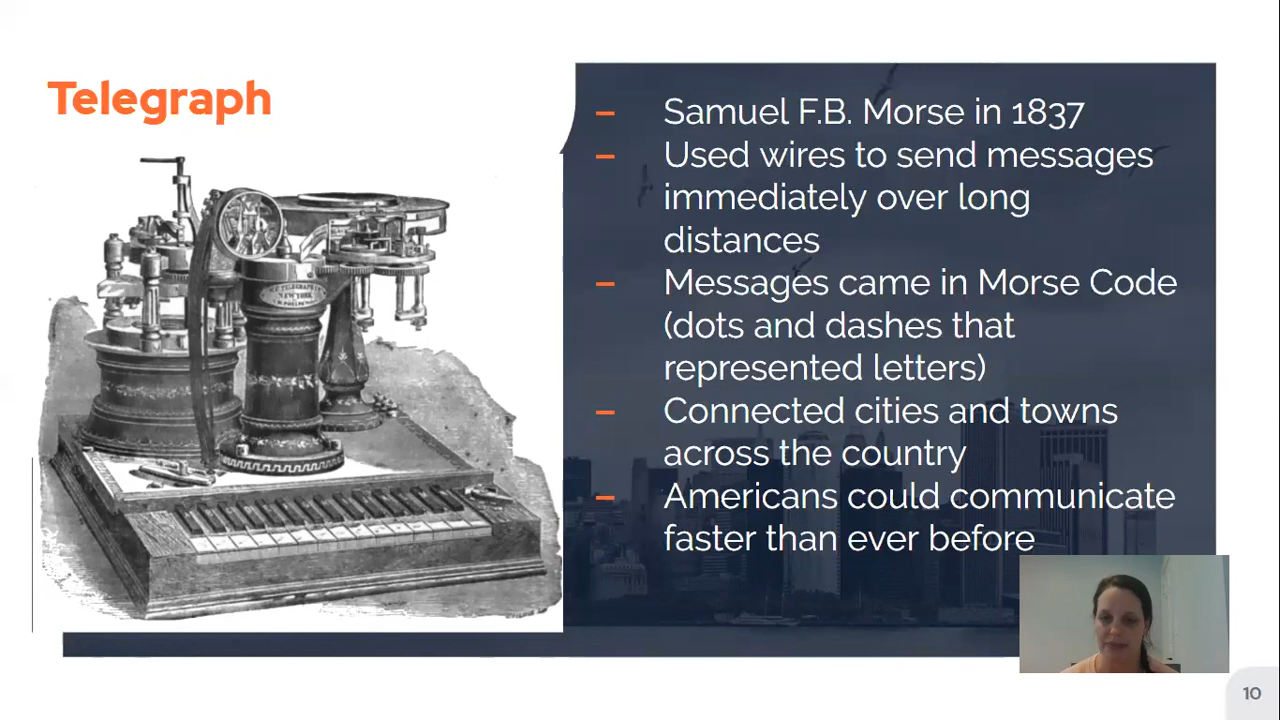 Telegraph
– Samuel F.B. Morse in 1837
– Used wires to send messages
immediately over long
distances
– Messages came in Morse Code
(dots and dashes that
represented letters)
– Connected cities and towns
across the country
– Americans could communicate
faster than ever before
NEW YORK
10